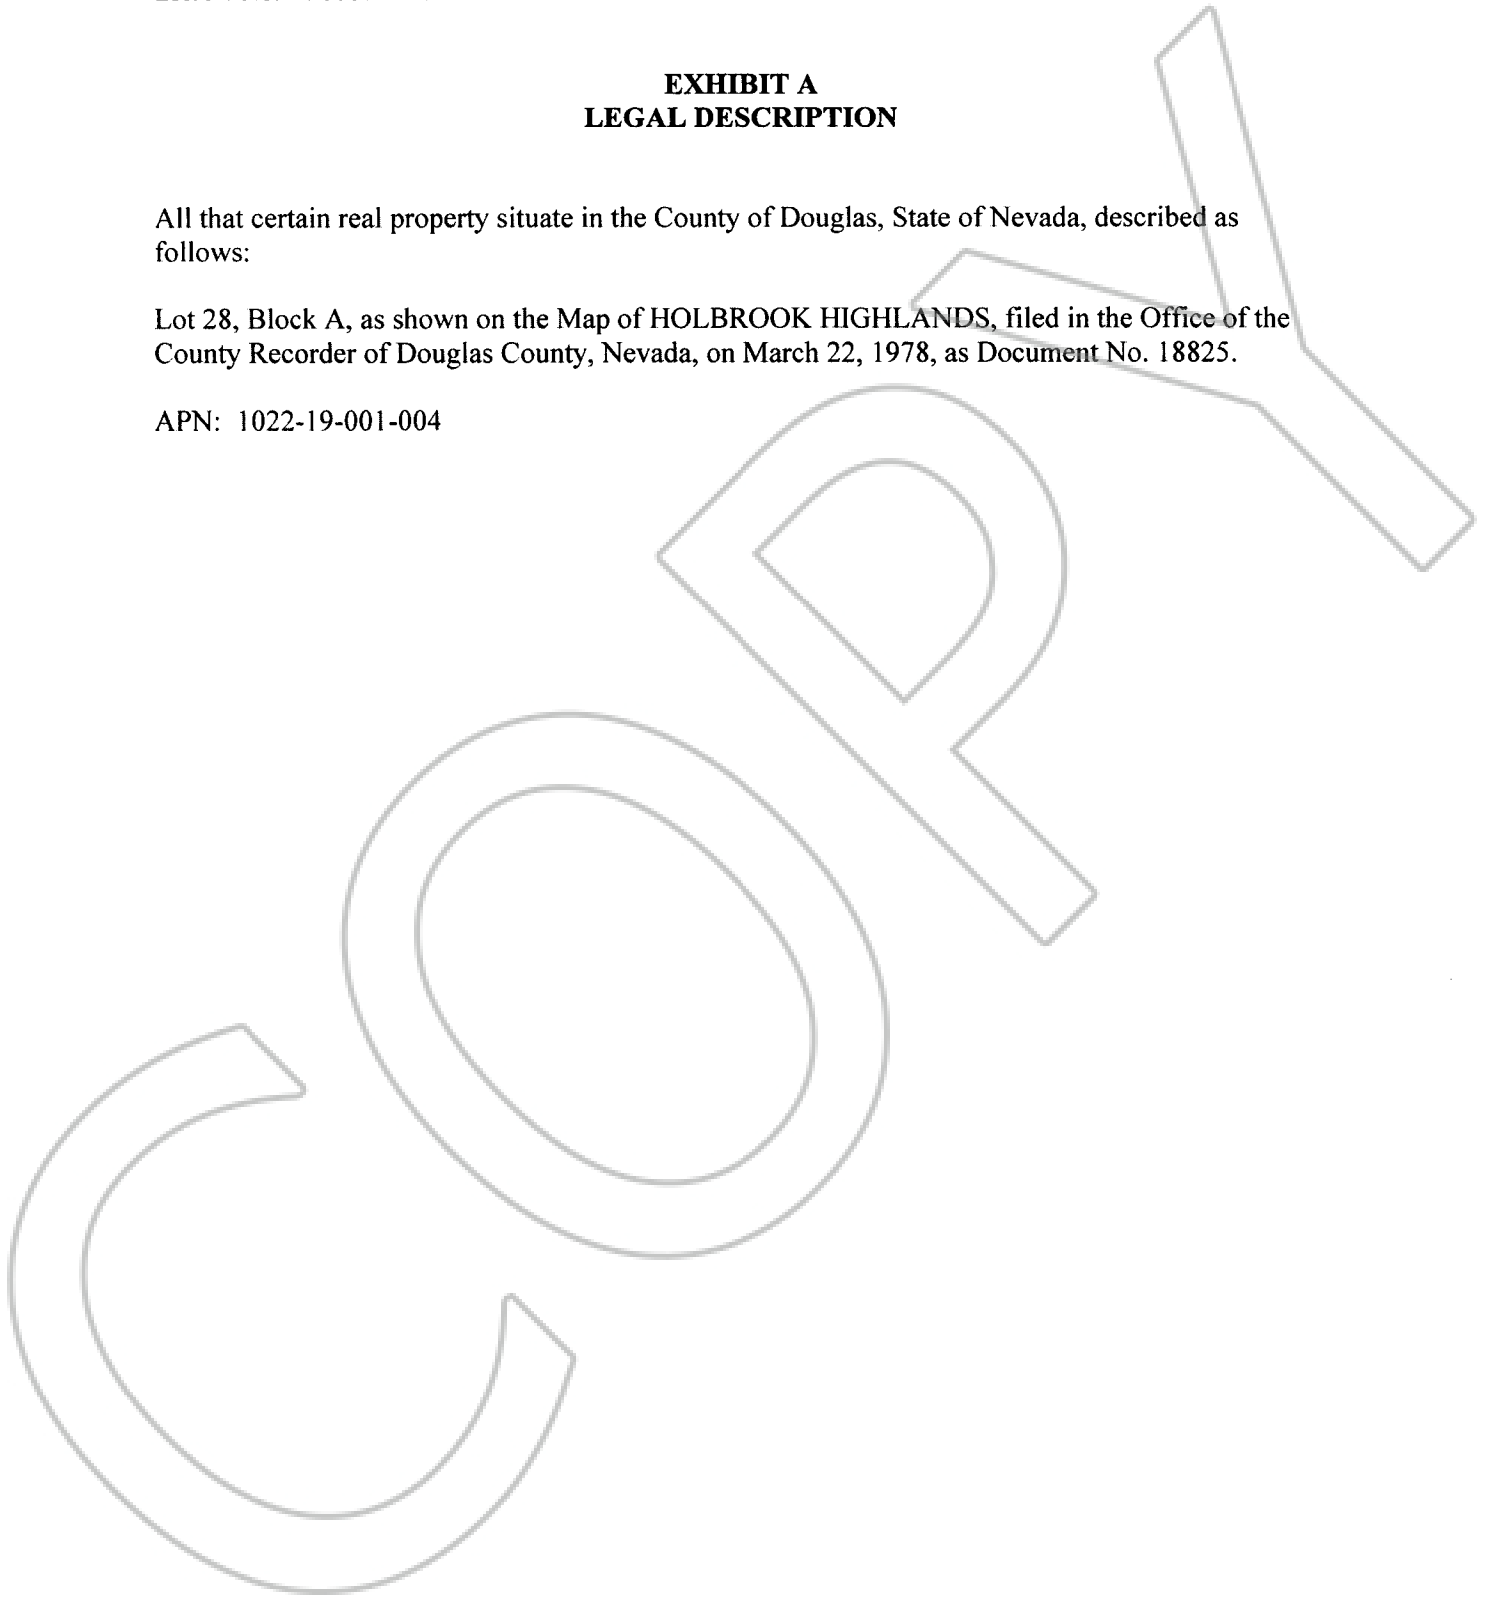 EXHIBIT A
LEGAL DESCRIPTION
All that certain real property situate in the County of Douglas, State of Nevada, described as
follows:
Lot 28, Block A, as shown on the Map of HOLBROOK HIGHLANDS, filed in the Office of the
County Recorder of Douglas County, Nevada, on March 22, 1978, as Document No. 18825.
APN: 1022-19-001-004
COPY